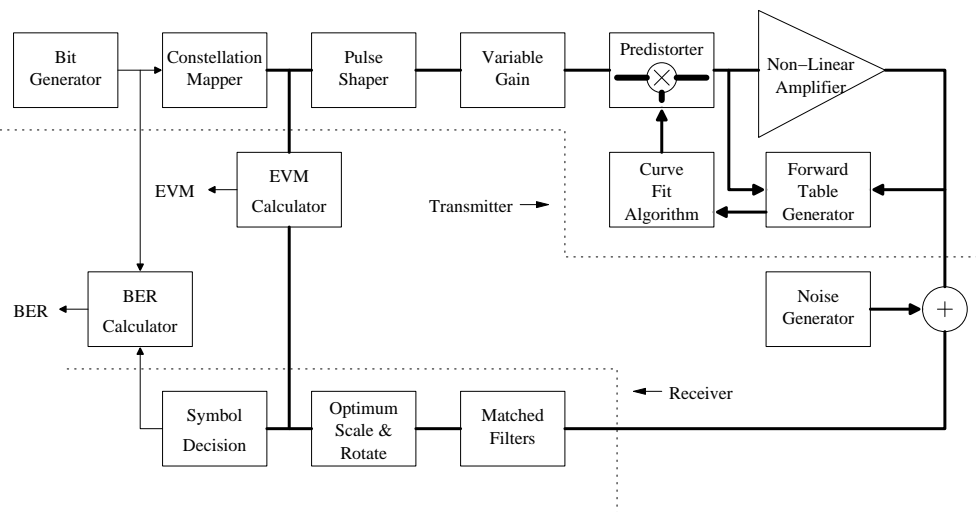 Bit
Generator
Constellation
Mapper
Pulse
Shaper
Variable
Gain
Predistorter
×
Non−Linear
Amplifier
EVM
EVM
Calculator
Transmitter
Curve
Fit
Algorithm
Forward
Table
Generator
BER
BER
Calculator
Noise
Generator
+
Receiver
Symbol
Decision
Optimum
Scale &
Rotate
Matched
Filters